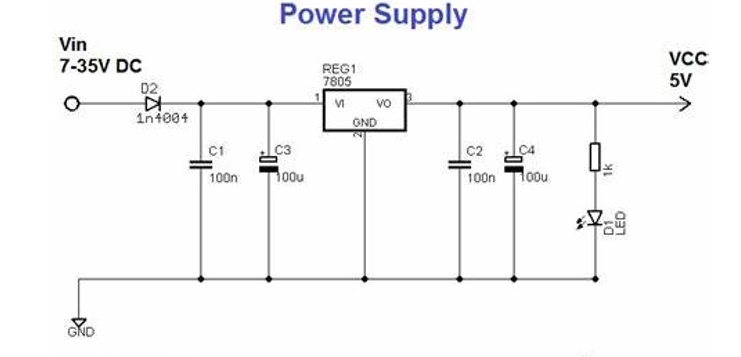 Power Supply
Vin
7-35V DC
VCC
5V
REG1
7805
D2
1n4004
1
VI
VO
3
GND
2
C1
100n
C3
+
100u
C2
100n
C4
+
100u
1k
D1
LED
GND